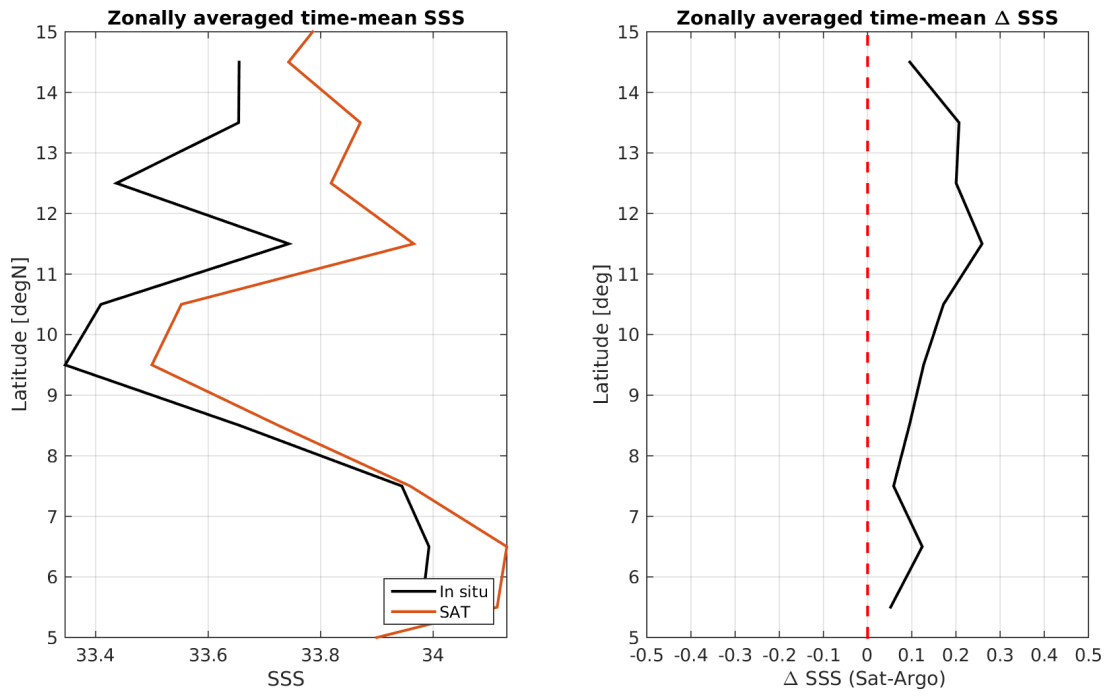 Zonally averaged time-mean SSS
15
14
13
12
11
10
9
8
7
6
5
Latitude [degN]
33.4 33.6 33.8 34
SSS
In situ
SAT
Zonally averaged time-mean Δ SSS
15
14
13
12
11
10
9
8
7
6
5
Latitude [deg]
-0.5 -0.4 -0.3 -0.2 -0.1 0 0.1 0.2 0.3 0.4 0.5
Δ SSS (Sat-Argo)